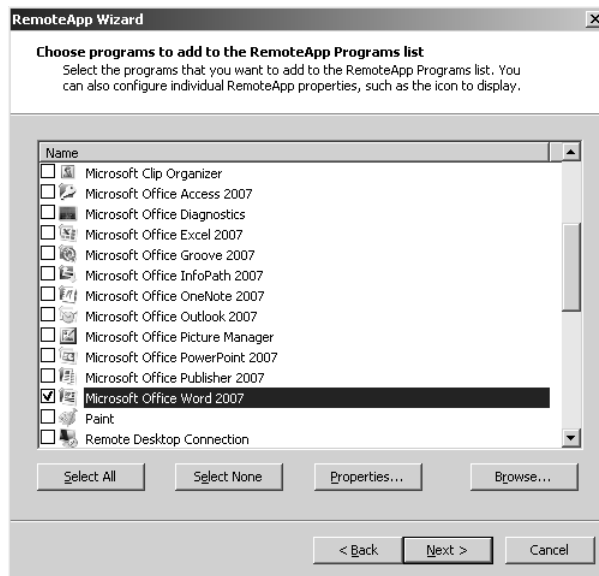 RemoteApp Wizard
Choose programs to add to the RemoteApp Programs list
Select the programs that you want to add to the RemoteApp Programs list. You
can also configure individual RemoteApp properties, such as the icon to display.
Name
Microsoft Clip Organizer
Microsoft Office Access 2007
Microsoft Office Diagnostics
Microsoft Office Excel 2007
Microsoft Office Groove 2007
Microsoft Office InfoPath 2007
Microsoft Office OneNote 2007
Microsoft Office Outlook 2007
Microsoft Office Picture Manager
Microsoft Office PowerPoint 2007
Microsoft Office Publisher 2007
Microsoft Office Word 2007
Paint
Remote Desktop Connection
Select All Select None Properties... Browse...
< Back Next > Cancel